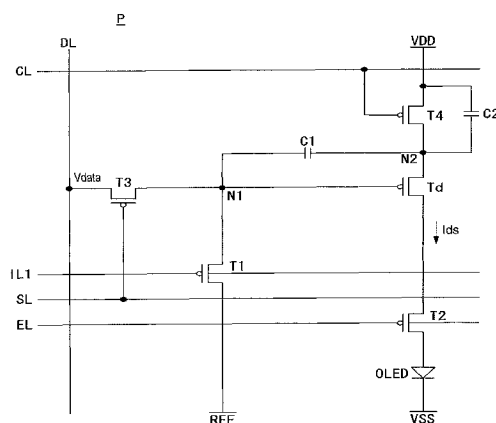 P
DL
VDD
CL
T4
C2
C1
N2
Vdata
T3
N1
Td
Ids
IL1
T1
SL
EL
T2
OLED
REF
VSS